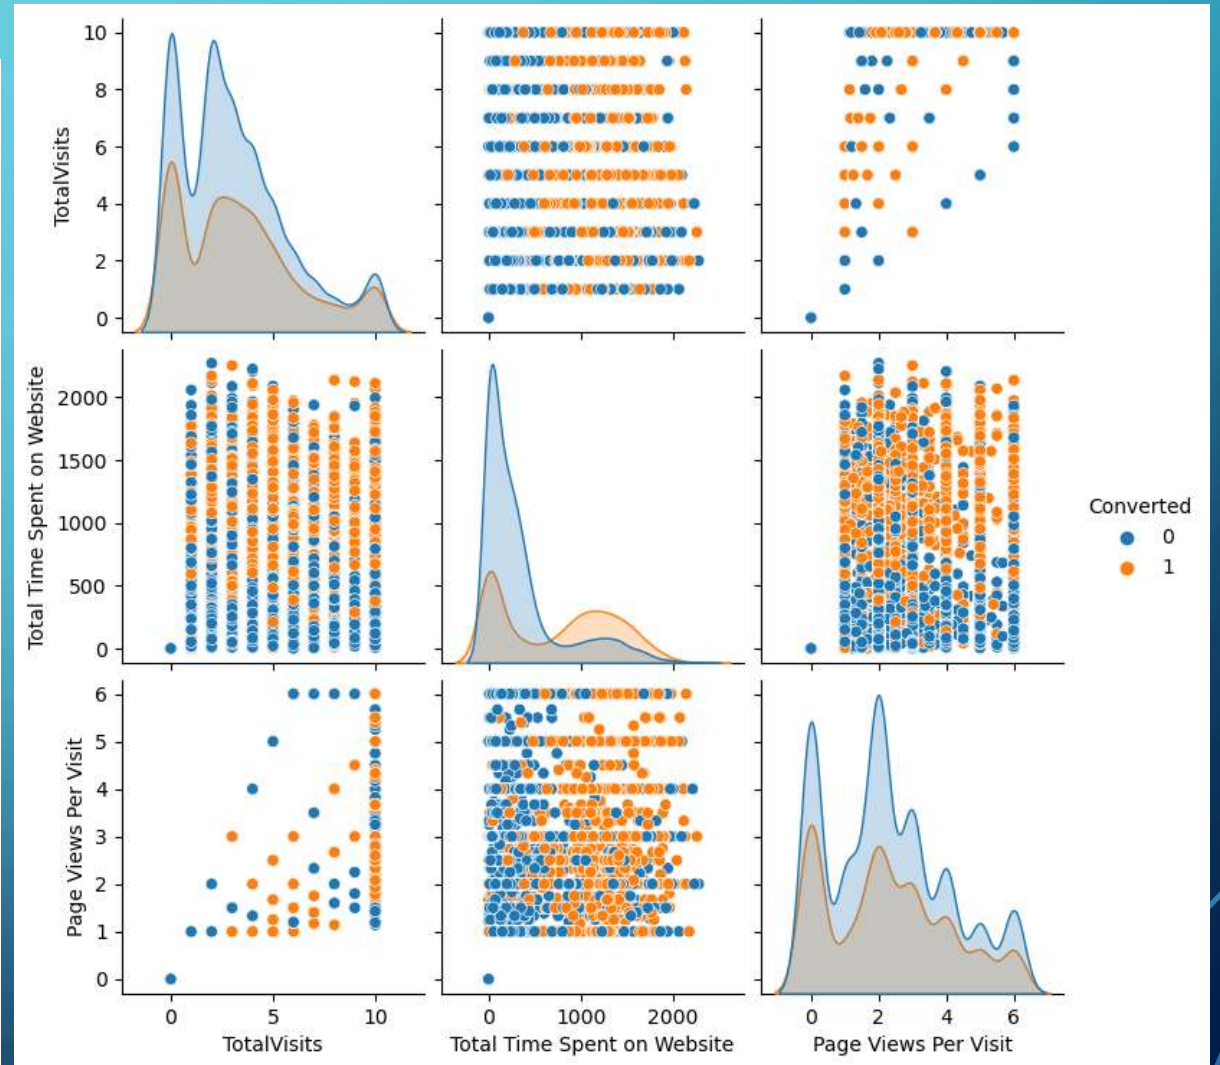 TotalVisits
10
8
6
4
2
0
Total Time Spent on Website
2000
1500
1000
500
0
Converted
0
1
Page Views Per Visit
6
5
4
3
2
1
0
0 5 10
0 1000 2000
0 2 4 6
TotalVisits
Total Time Spent on Website
Page Views Per Visit